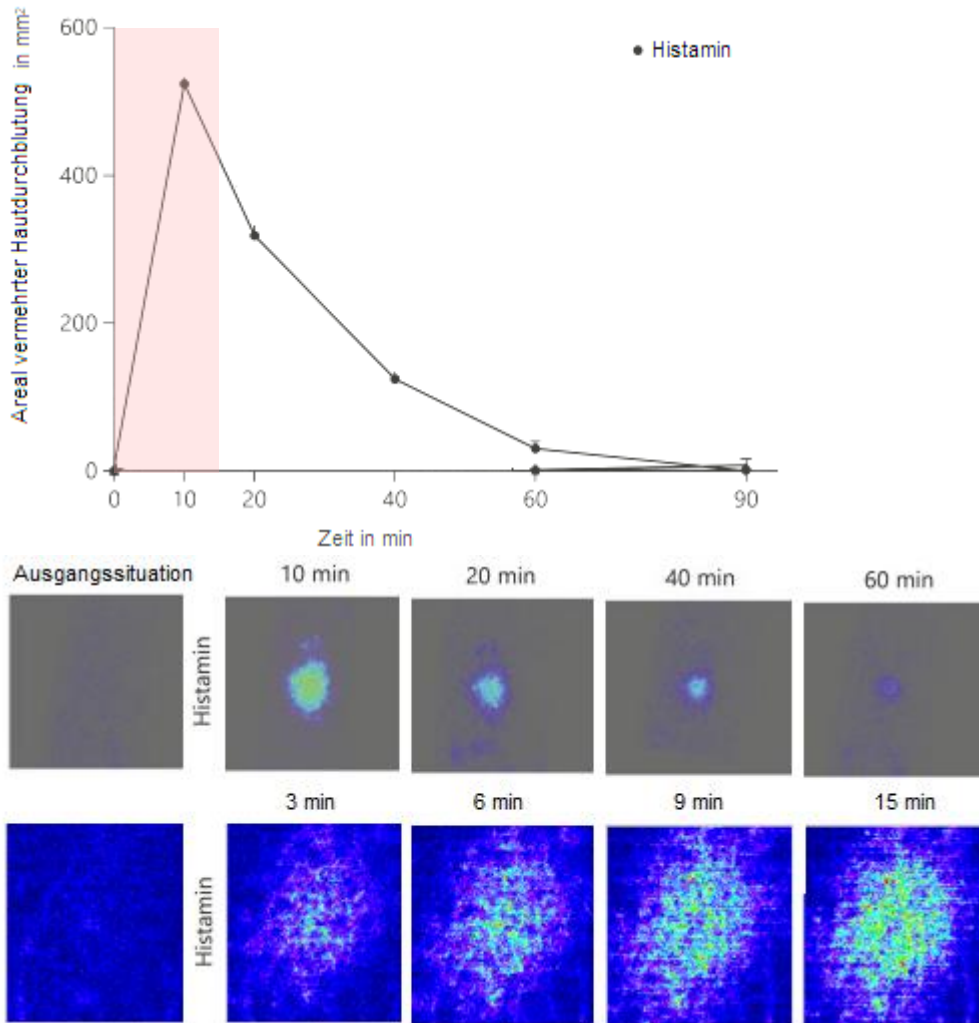 Areal vermehrter Hautdurchblutung in mm²
600
400
200
0
Histamin
0 10 20 40 60 90
Zeit in min
Ausgangssituation 10 min 20 min 40 min 60 min
Histamin
3 min 6 min 9 min 15 min
Histamin